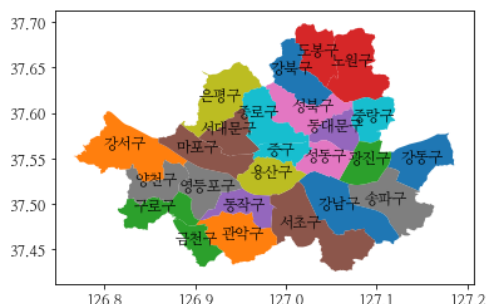 37.70
도봉구
노원구
강북구
37.65
은평구
성북구
종로구
중랑구
37.60
동대문구
서대문구
강서구
마포구
중구
성동구
광진구
강동구
37.55
용산구
양천구
영등포구
송파구
37.50
구로구
동작구
강남구
서초구
금천구
관악구
37.45
126.8
126.9
127.0
127.1
127.2